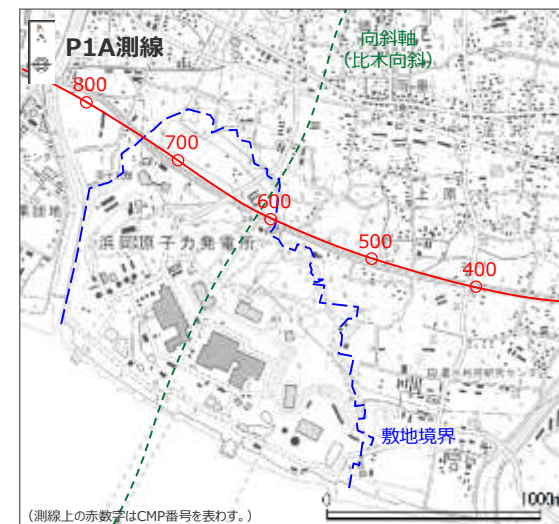 P1A測線
向斜軸
(比木向斜)
800
700
600
500
400
浜岡原子力発電所
敷地境界
(測線上の赤数字はCMP番号を表わす。)
0
1000m